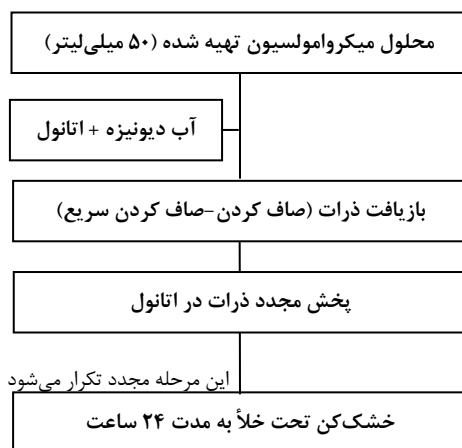 محلول میکروامولسیون تهیه شده (۵۰ میلی‌لیتر)
آب دیونیزه + اتانول
بازیافت ذرات (صاف کردن-صاف کردن سریع)
پخش مجدد ذرات در اتانول
این مرحله مجدد تکرار می‌شود
خشک‌کن تحت خلأ به مدت ۲۴ ساعت